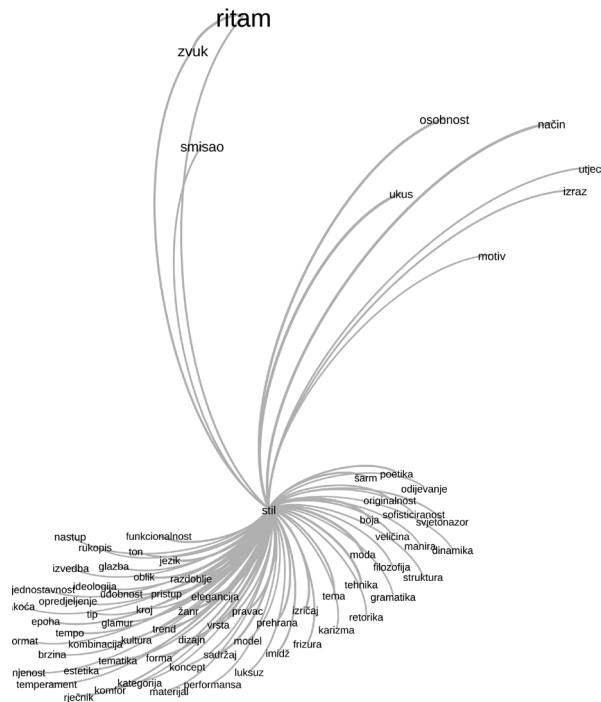 ritam
zvuk
osobnost
način
smisao
utjec
izraz
ukus
motiv
poetika
šarm
odijevanje
originalnost
stil
sofisticiranost
boja
svjetonazor
nastup
funkcionalnost
veličina
rukopis
ton
manira
dinamika
moda
jezik
izvedba
glazba
filozofija
oblik
razdoblje
struktura
ideologija
tehnika
jednostavnost
udobnost
pristup
elegancija
tema
gramatika
opredjeljenje
koća
kroj
žanr
pravac
izričaj
tip
retorika
epoha
glamur
vrsta
prehrana
trend
karizma
tempo
ormat
kombinacija
kultura
dizajn
model
frizura
brzina
sadržaj
imidž
tematika
forma
njenost
estetika
koncept
luksuz
temperament
kategorija
performansa
komfor
materijal
rječnik